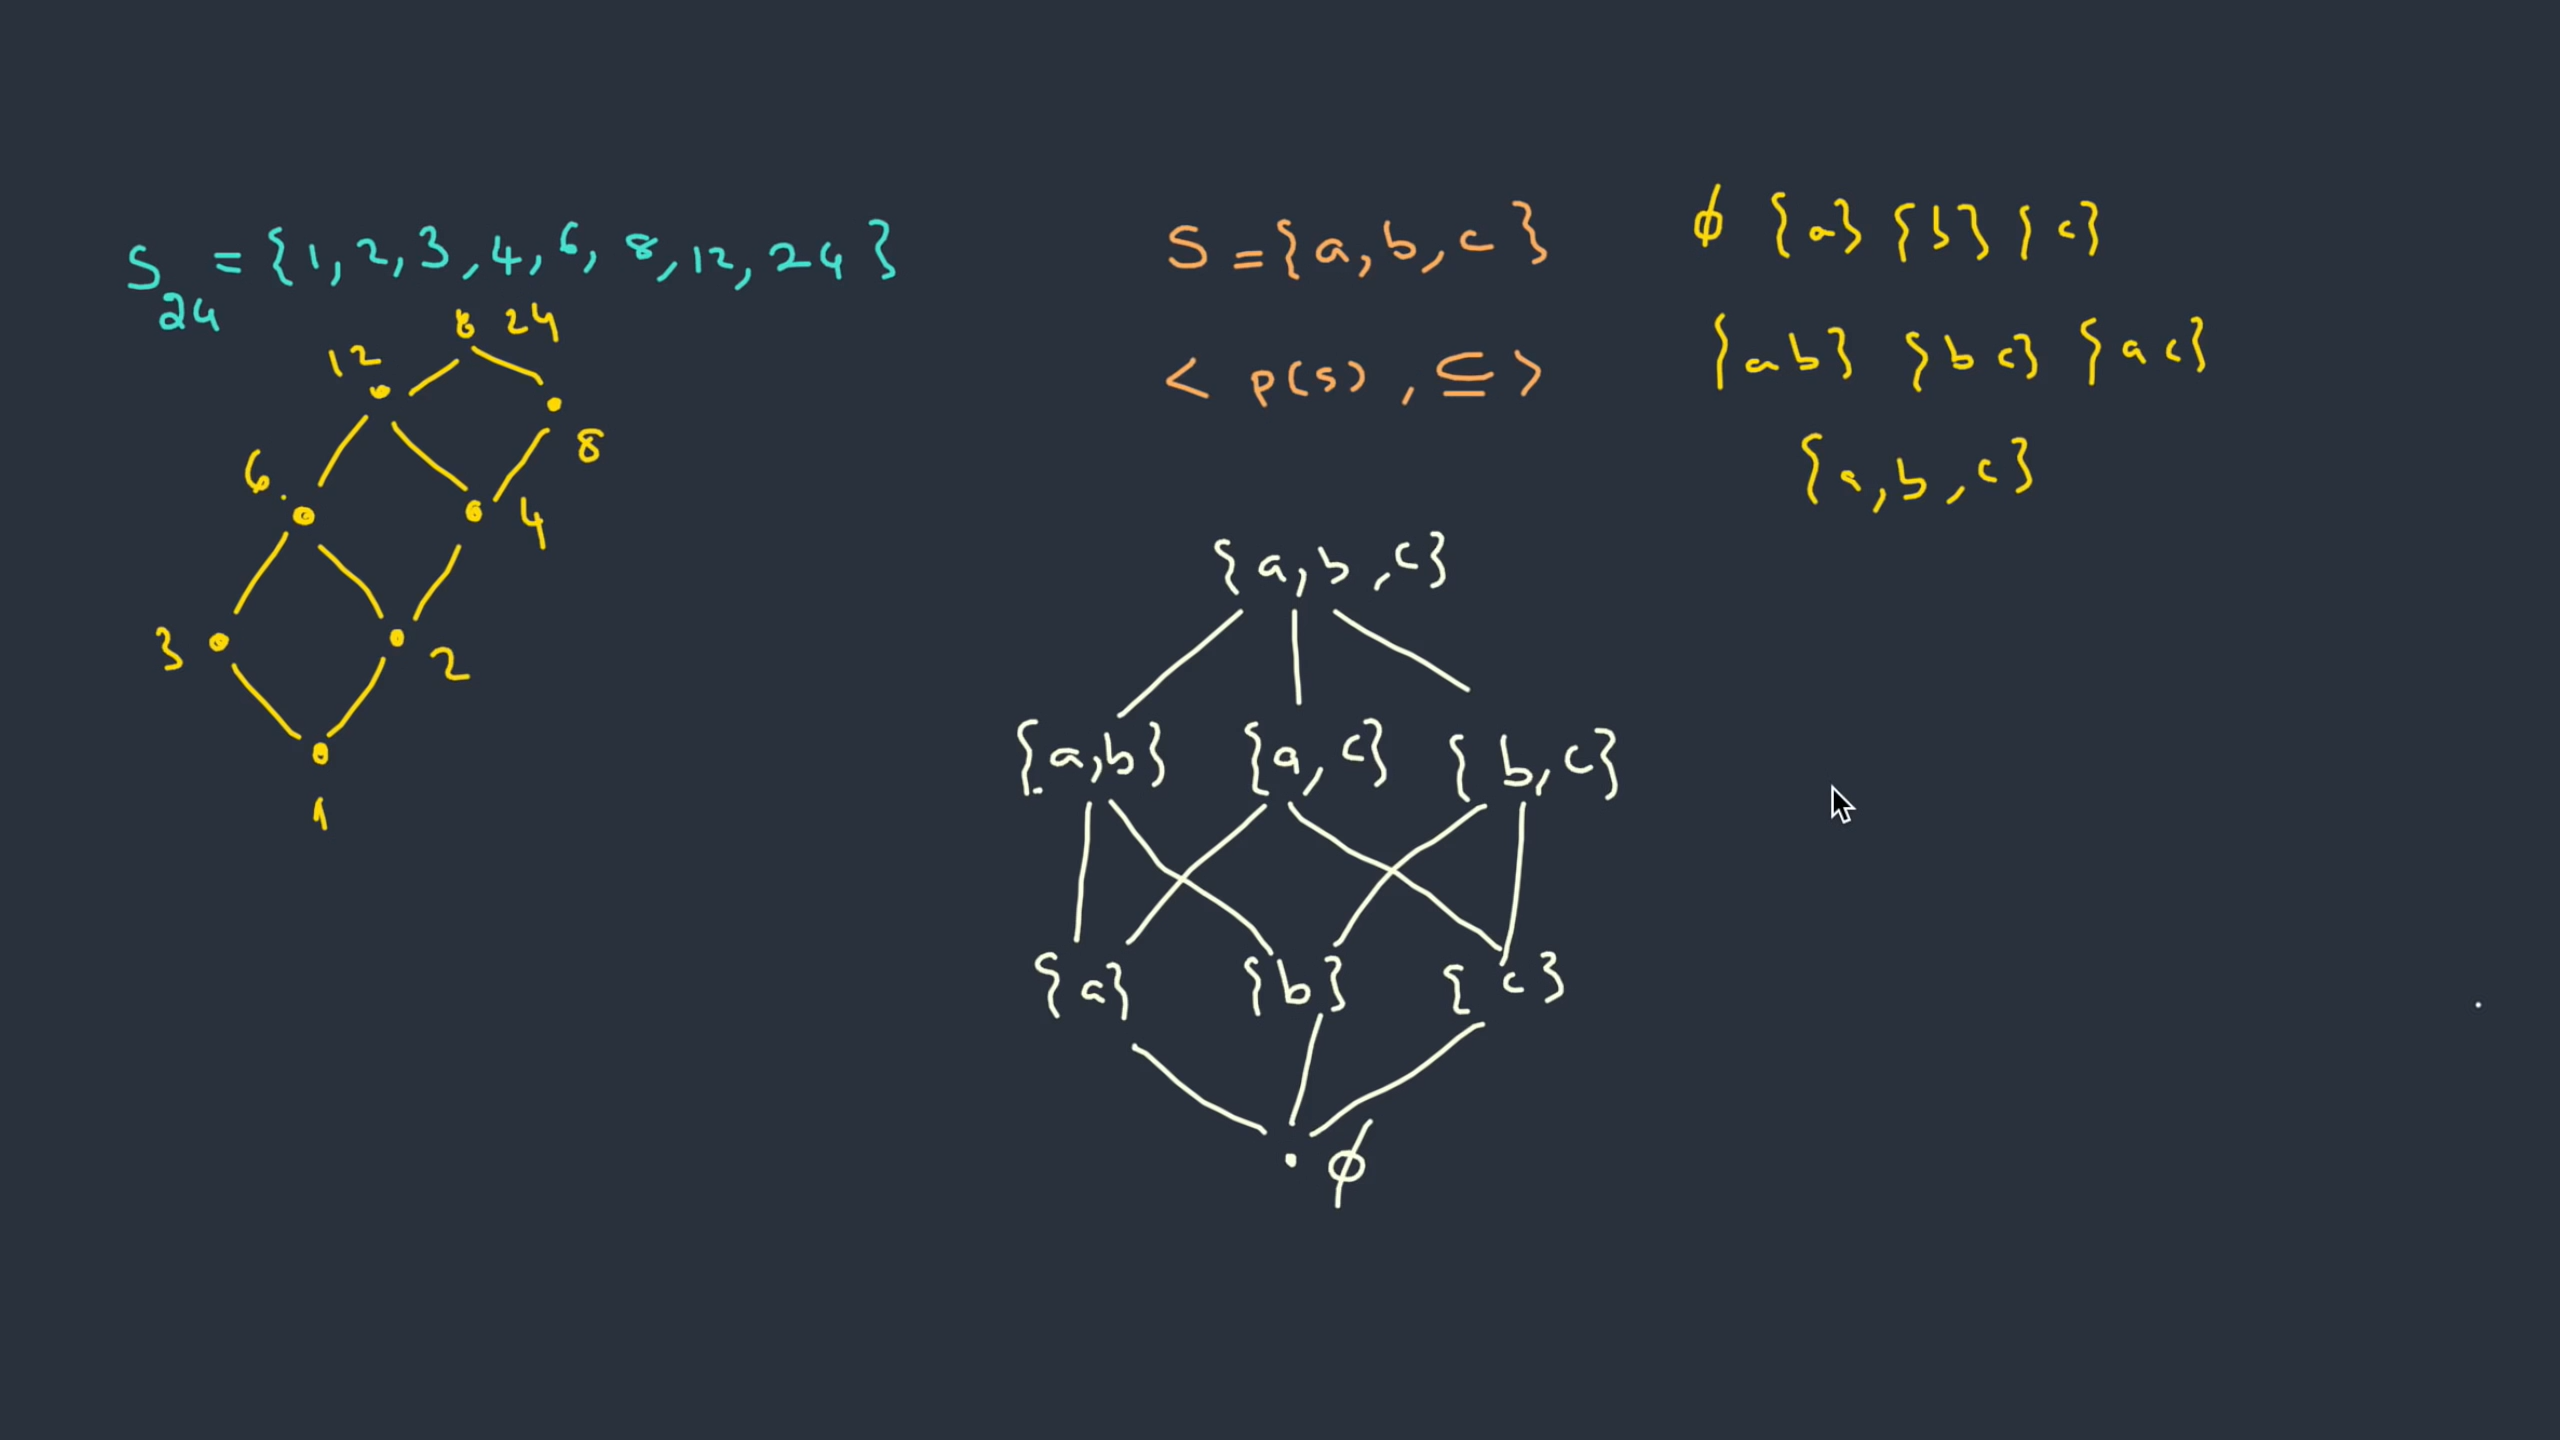 S₂₄ = {1, 2, 3, 4, 6, 8, 12, 24}
24
12
8
6
4
3
2
1
S = {a, b, c}
< p(s), ⊆ >
ϕ {a} {b} {c}
{ab} {bc} {ac}
{a, b, c}
{a, b, c}
{a, b} {a, c} {b, c}
{a} {b} {c}
ϕ